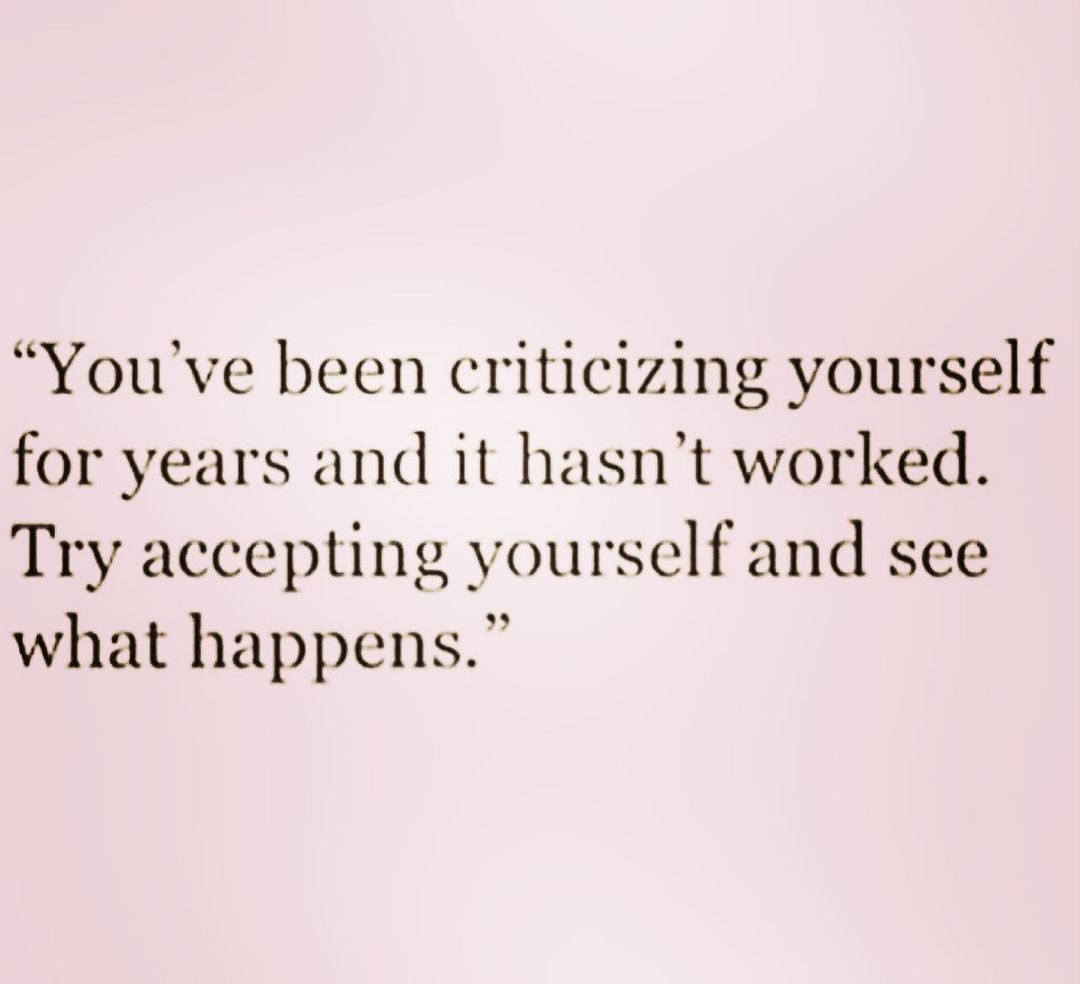 “You’ve been criticizing yourself
for years and it hasn’t worked.
Try accepting yourself and see
what happens.”